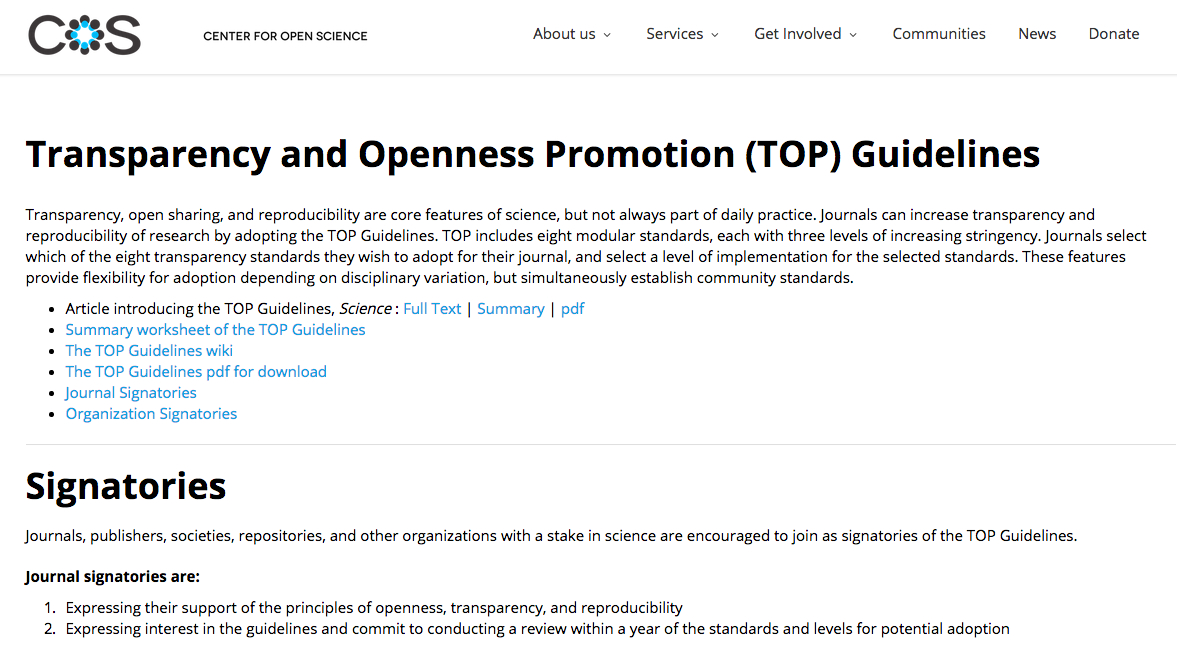 COS
CENTER FOR OPEN SCIENCE
About us
Services
Get Involved
Communities
News
Donate
Transparency and Openness Promotion (TOP) Guidelines
Transparency, open sharing, and reproducibility are core features of science, but not always part of daily practice. Journals can increase transparency and
reproducibility of research by adopting the TOP Guidelines. TOP includes eight modular standards, each with three levels of increasing stringency. Journals select
which of the eight transparency standards they wish to adopt for their journal, and select a level of implementation for the selected standards. These features
provide flexibility for adoption depending on disciplinary variation, but simultaneously establish community standards.
• Article introducing the TOP Guidelines, Science : Full Text | Summary | pdf
• Summary worksheet of the TOP Guidelines
• The TOP Guidelines wiki
• The TOP Guidelines pdf for download
• Journal Signatories
• Organization Signatories
Signatories
Journals, publishers, societies, repositories, and other organizations with a stake in science are encouraged to join as signatories of the TOP Guidelines.
Journal signatories are:
1. Expressing their support of the principles of openness, transparency, and reproducibility
2. Expressing interest in the guidelines and commit to conducting a review within a year of the standards and levels for potential adoption